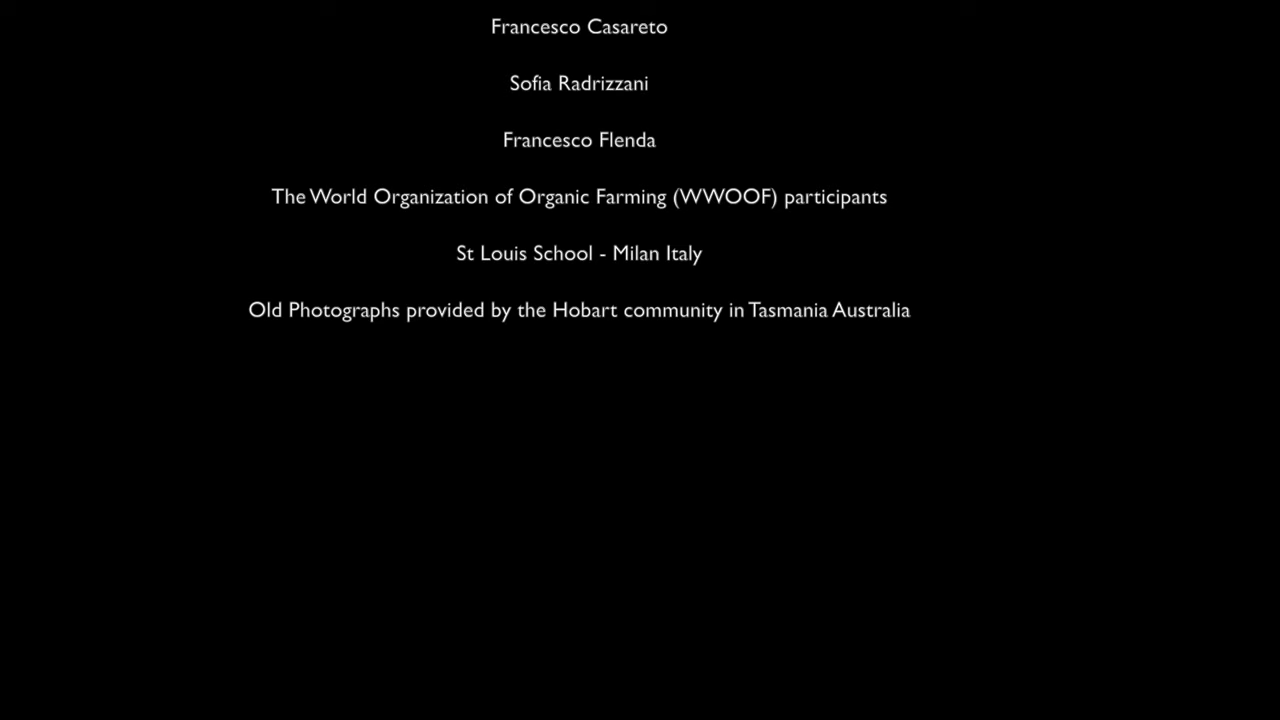 Francesco Casareto
Sofia Radrizzani
Francesco Flenda
The World Organization of Organic Farming (WWOOF) participants
St Louis School - Milan Italy
Old Photographs provided by the Hobart community in Tasmania Australia